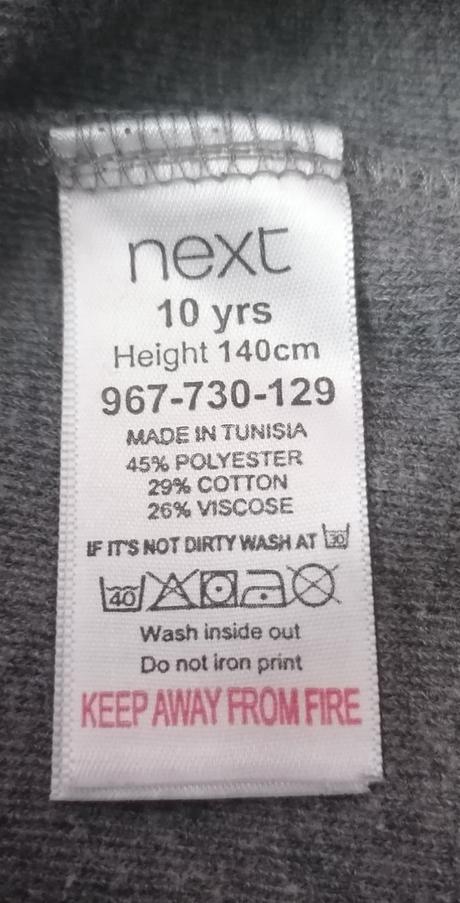 next
10 yrs
Height 140cm
967-730-129
MADE IN TUNISIA
45% POLYESTER
29% COTTON
26% VISCOSE
IF IT'S NOT DIRTY WASH AT 30
40
Wash inside out
Do not iron print
KEEP AWAY FROM FIRE